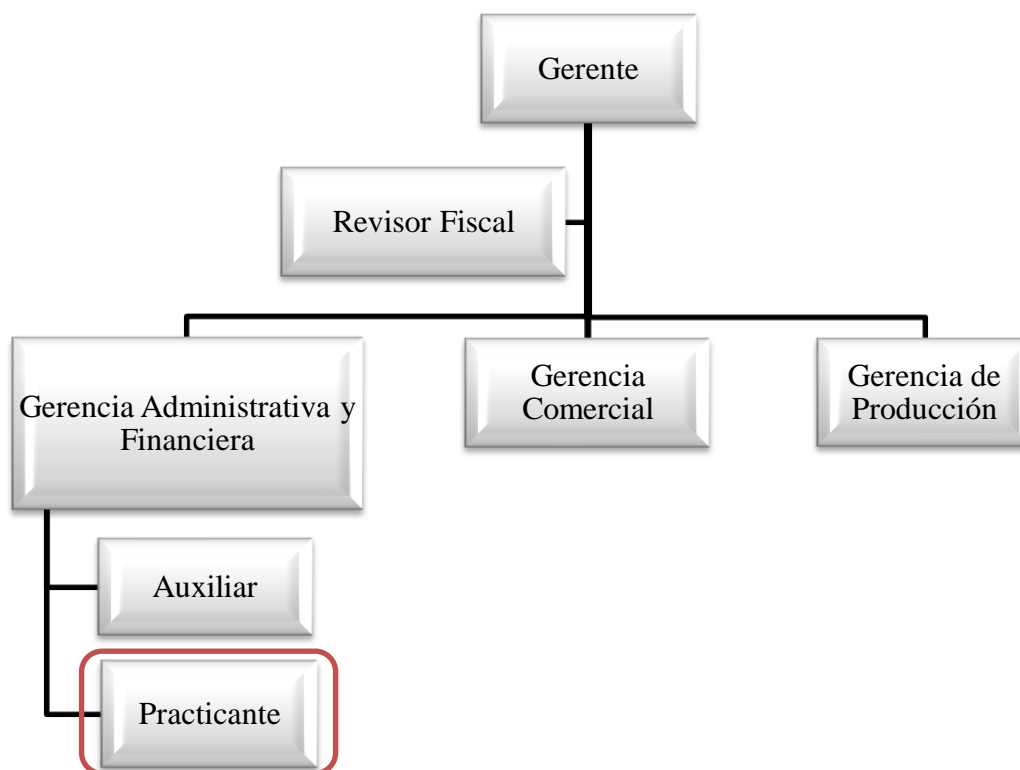 Gerente
Revisor Fiscal
Gerencia Administrativa y
Financiera
Gerencia
Comercial
Gerencia de
Producción
Auxiliar
Practicante